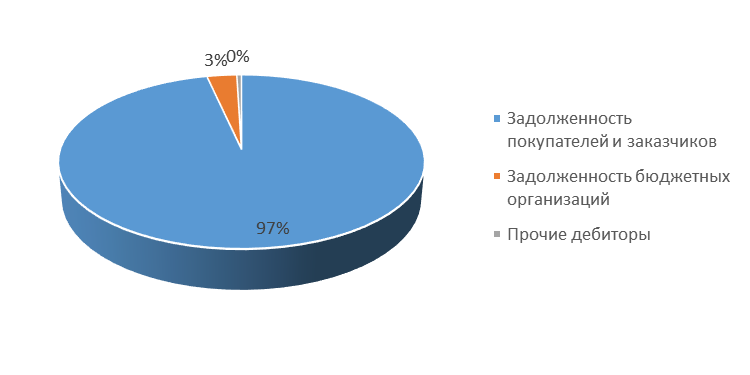 3%
0%
97%
Задолженность
покупателей и заказчиков
Задолженность бюджетных
организаций
Прочие дебиторы